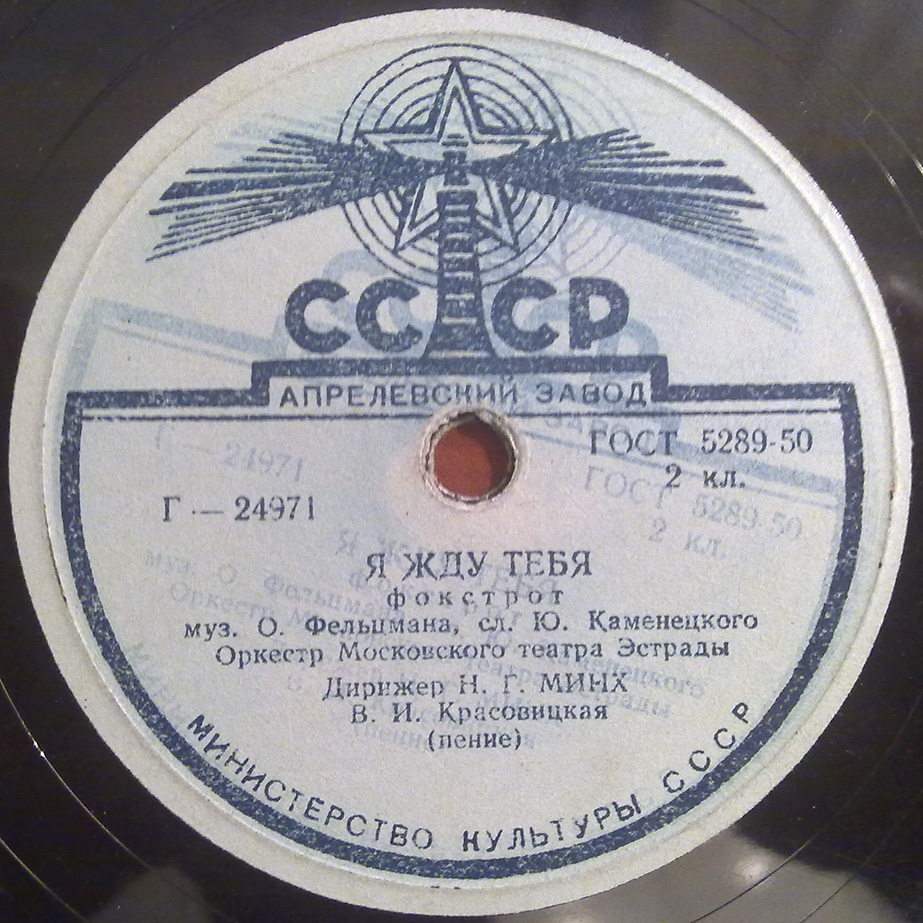 СССР
АПРЕЛЕВСКИЙ ЗАВОД
ГОСТ 5289-50
2 кл.
Г — 24971
Я ЖДУ ТЕБЯ
фокстрот
муз. О. Фельцмана, сл. Ю. Каменецкого
Оркестр Московского театра Эстрады
Дирижер Н. Г. МИНХ
В. И. Красовицкая
(пение)
МИНИСТЕРСТВО КУЛЬТУРЫ СССР